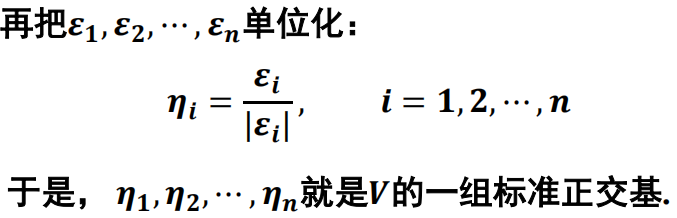 再把ε₁, ε₂, ⋯, εₙ单位化：
ηᵢ = εᵢ / |εᵢ|,  i = 1, 2, ⋯, n
于是， η₁, η₂, ⋯, ηₙ就是V的一组标准正交基.